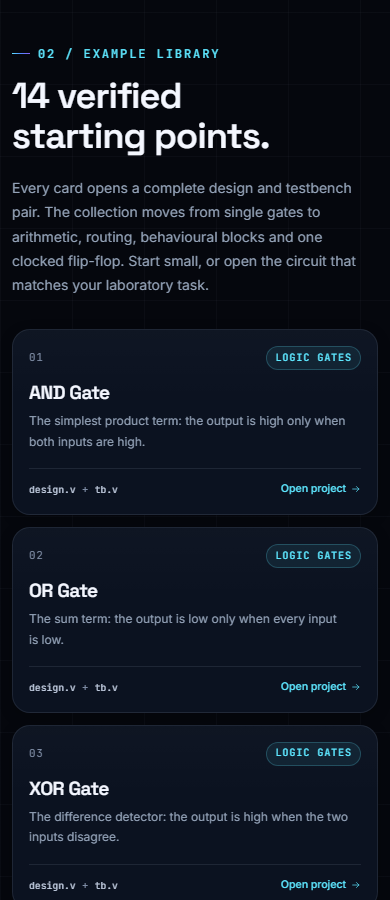 02 / EXAMPLE LIBRARY
14 verified
starting points.
Every card opens a complete design and testbench
pair. The collection moves from single gates to
arithmetic, routing, behavioural blocks and one
clocked flip-flop. Start small, or open the circuit that
matches your laboratory task.
01
LOGIC GATES
AND Gate
The simplest product term: the output is high only when
both inputs are high.
design.v + tb.v
Open project →
02
LOGIC GATES
OR Gate
The sum term: the output is low only when every input
is low.
design.v + tb.v
Open project →
03
LOGIC GATES
XOR Gate
The difference detector: the output is high when the two
inputs disagree.
design.v + tb.v
Open project →